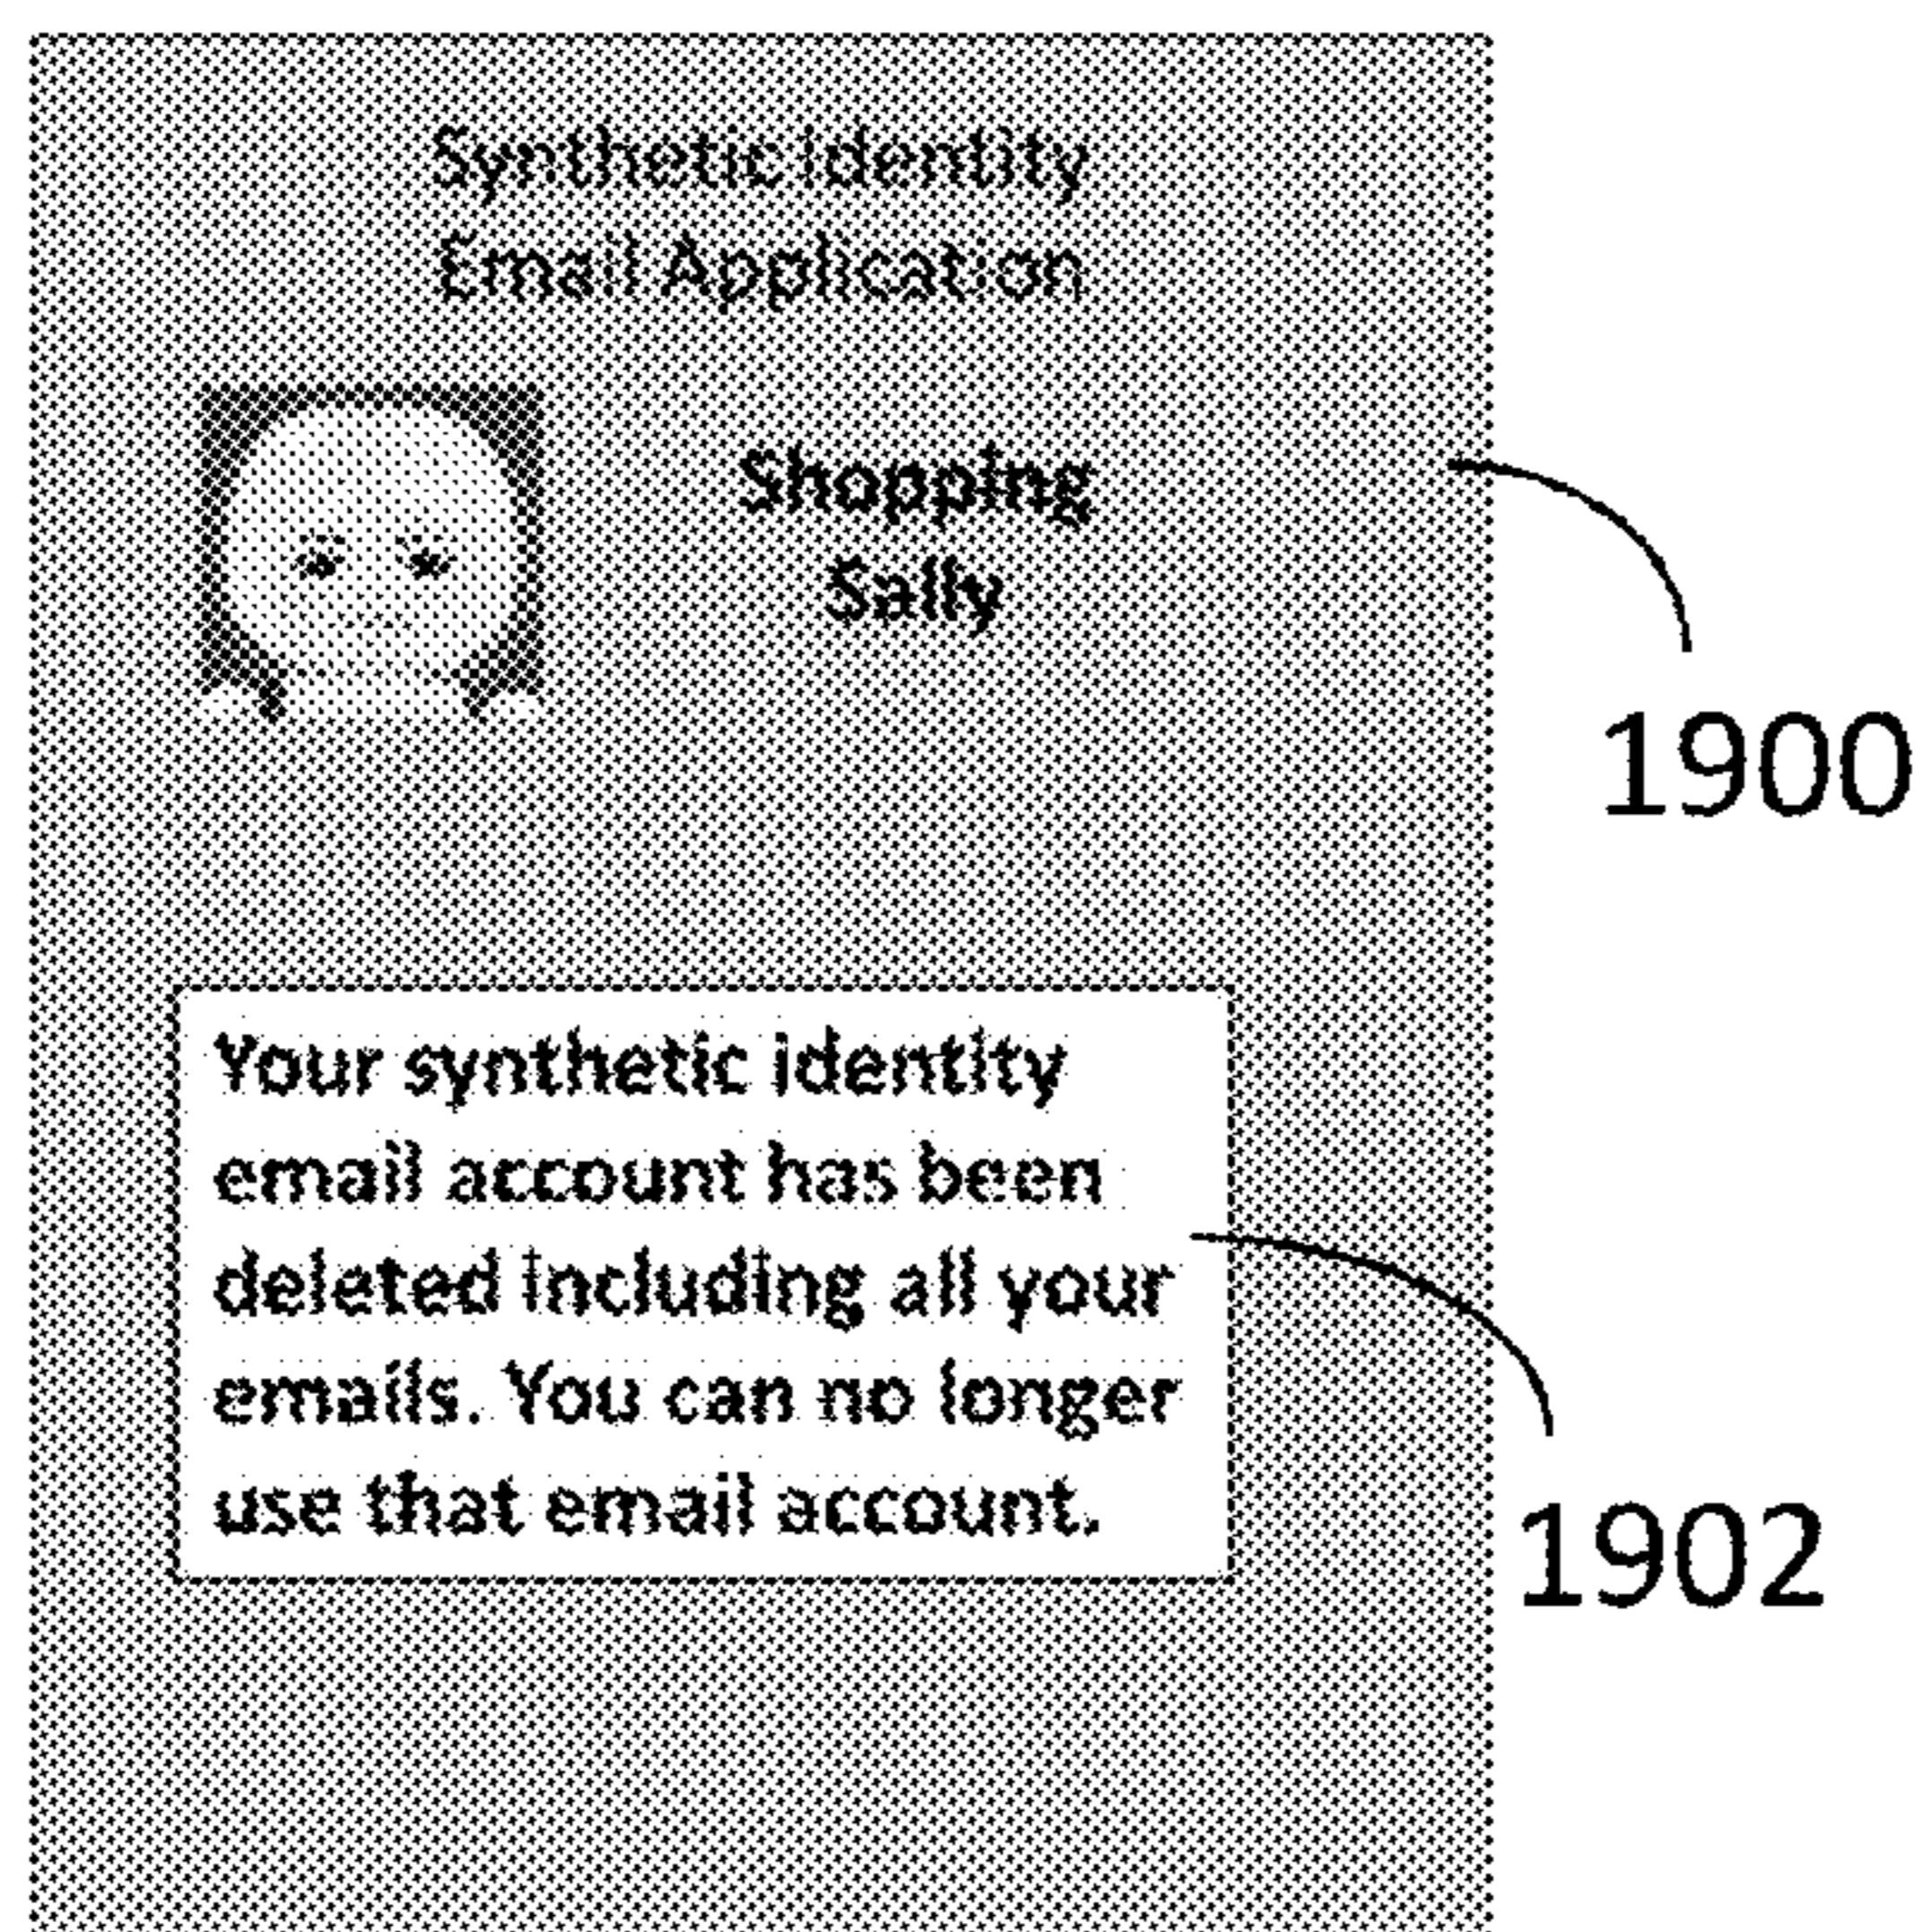 Synthetic identity
Email Application
Shopping
Sally
1900
Your synthetic identity
email account has been
deleted including all your
emails. You can no longer
use that email account.
1902